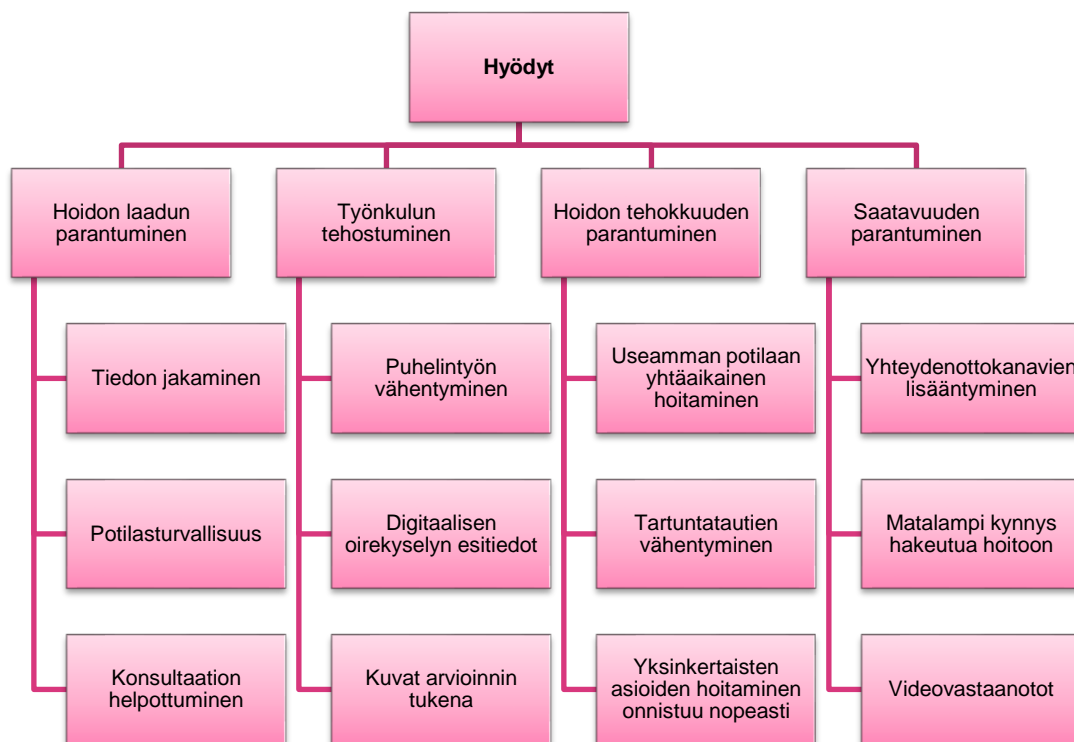 Hyödyt
Hoidon laadun
parantuminen
Tiedon jakaminen
Potilasturvallisuus
Konsultaation
helpottuminen
Työnkulun
tehostuminen
Puhelintyön
vähentyminen
Digitaalisen
oirekyselyn esitiedot
Kuvat arvioinnin
tukena
Hoidon tehokkuuden
parantuminen
Useamman potilaan
yhtäaikainen
hoitaminen
Tartuntatautien
vähentyminen
Yksinkertaisten
asioiden hoitaminen
onnistuu nopeasti
Saatavuuden
parantuminen
Yhteydenottokanavien
lisääntyminen
Matalampi kynnys
hakeutua hoitoon
Videovastaanotot